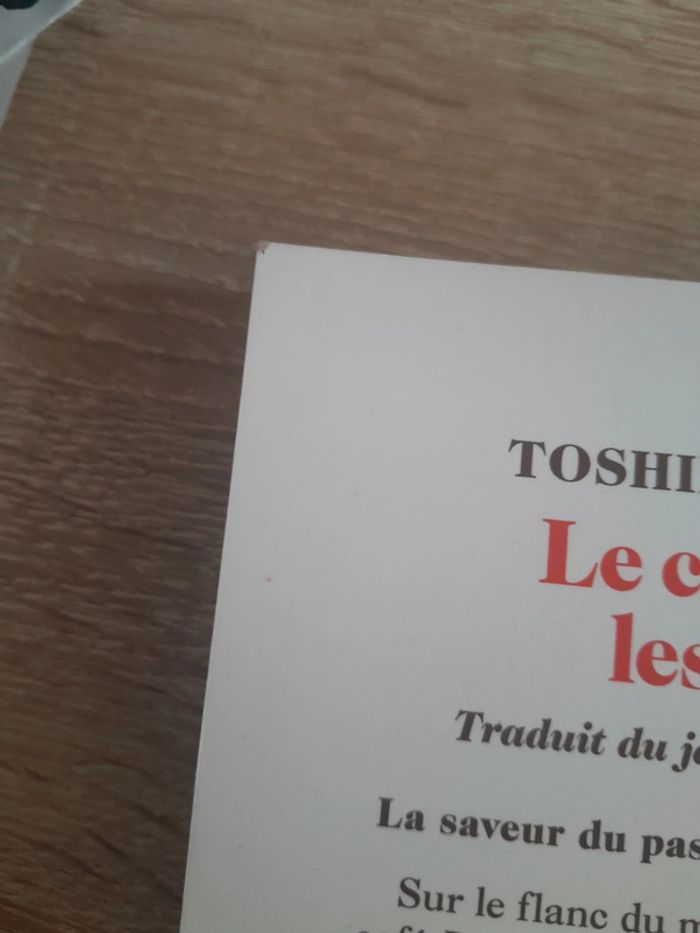 TOSHI
Le c
les
Traduit du j
La saveur du pas
Sur le flanc du m